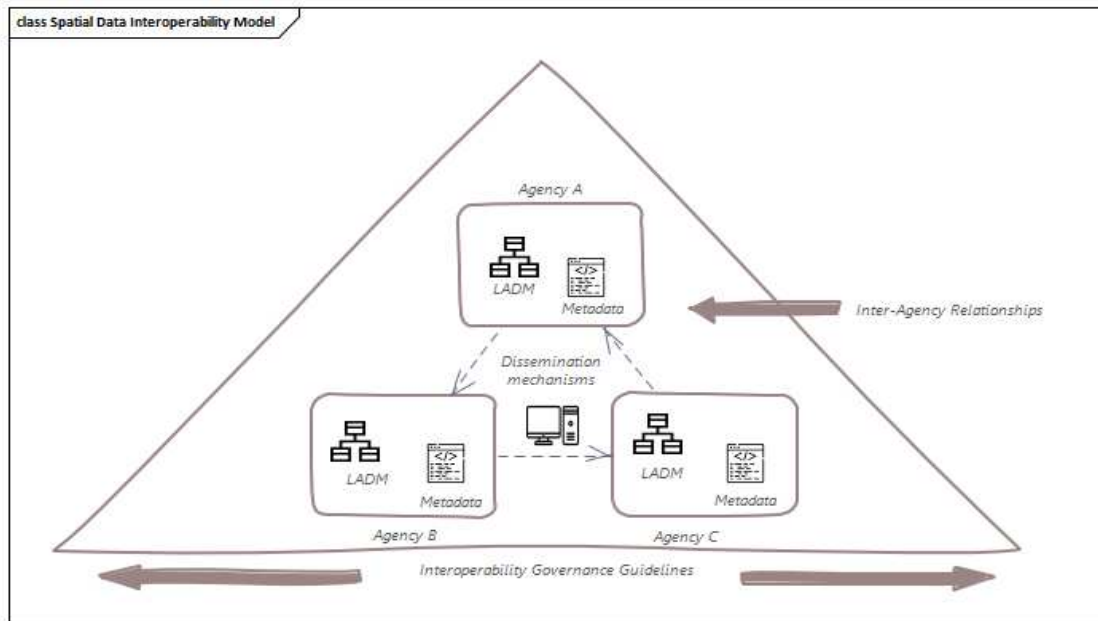 class Spatial Data Interoperability Model
Agency A
LADM
</>
Metadata
Inter-Agency Relationships
Dissemination
mechanisms
LADM
</>
Metadata
LADM
</>
Metadata
Agency B
Agency C
Interoperability Governance Guidelines